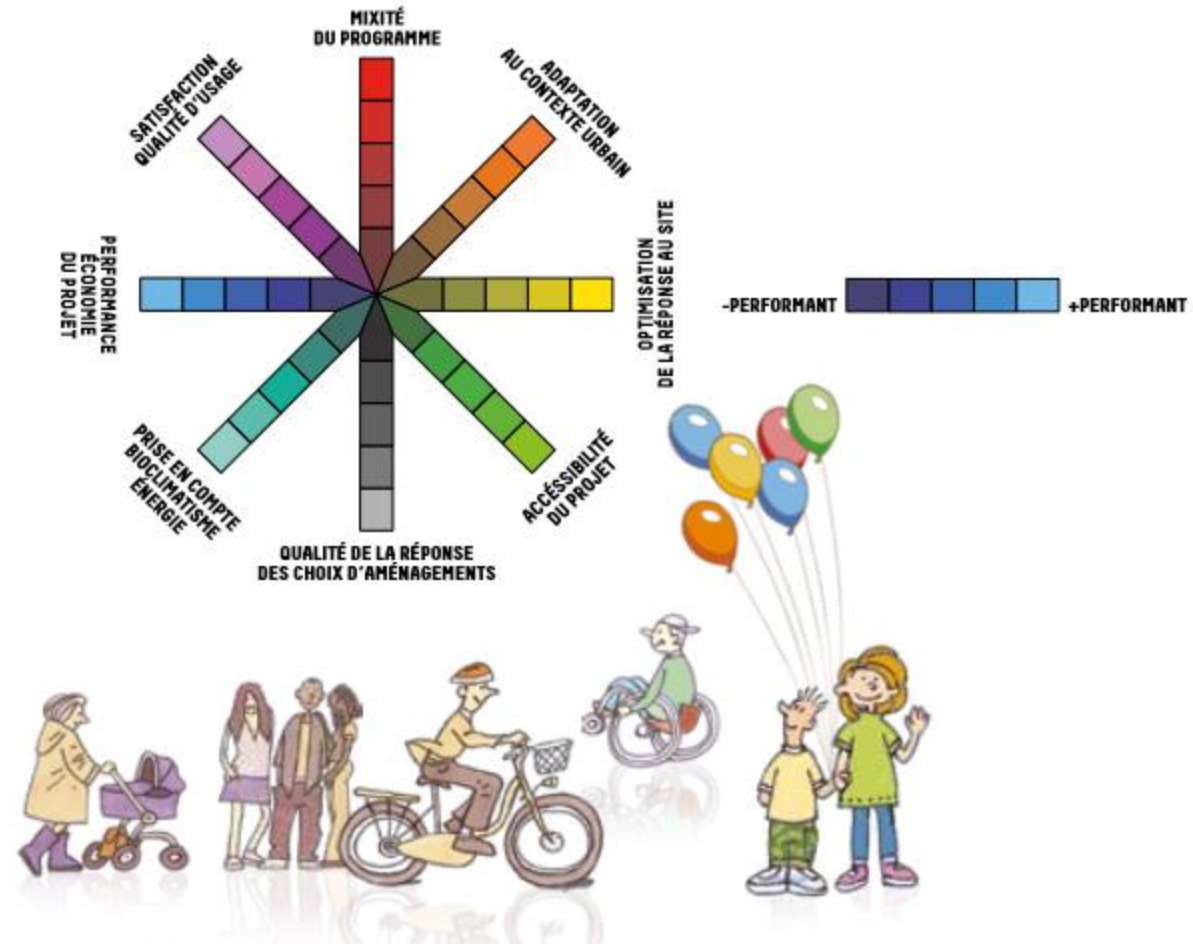 MIXITÉ
DU PROGRAMME
ADAPTATION
AU CONTEXTE URBAIN
OPTIMISATION
DE LA RÉPONSE AU SITE
ACCÉSSIBILITÉ
DU PROJET
QUALITÉ DE LA RÉPONSE
DES CHOIX D'AMÉNAGEMENTS
PRISE EN COMPTE
BIOCLIMATISME
ÉNERGIE
PERFORMANCE
ÉCONOMIE
DU PROJET
SATISFACTION
QUALITÉ D'USAGE
-PERFORMANT
+PERFORMANT